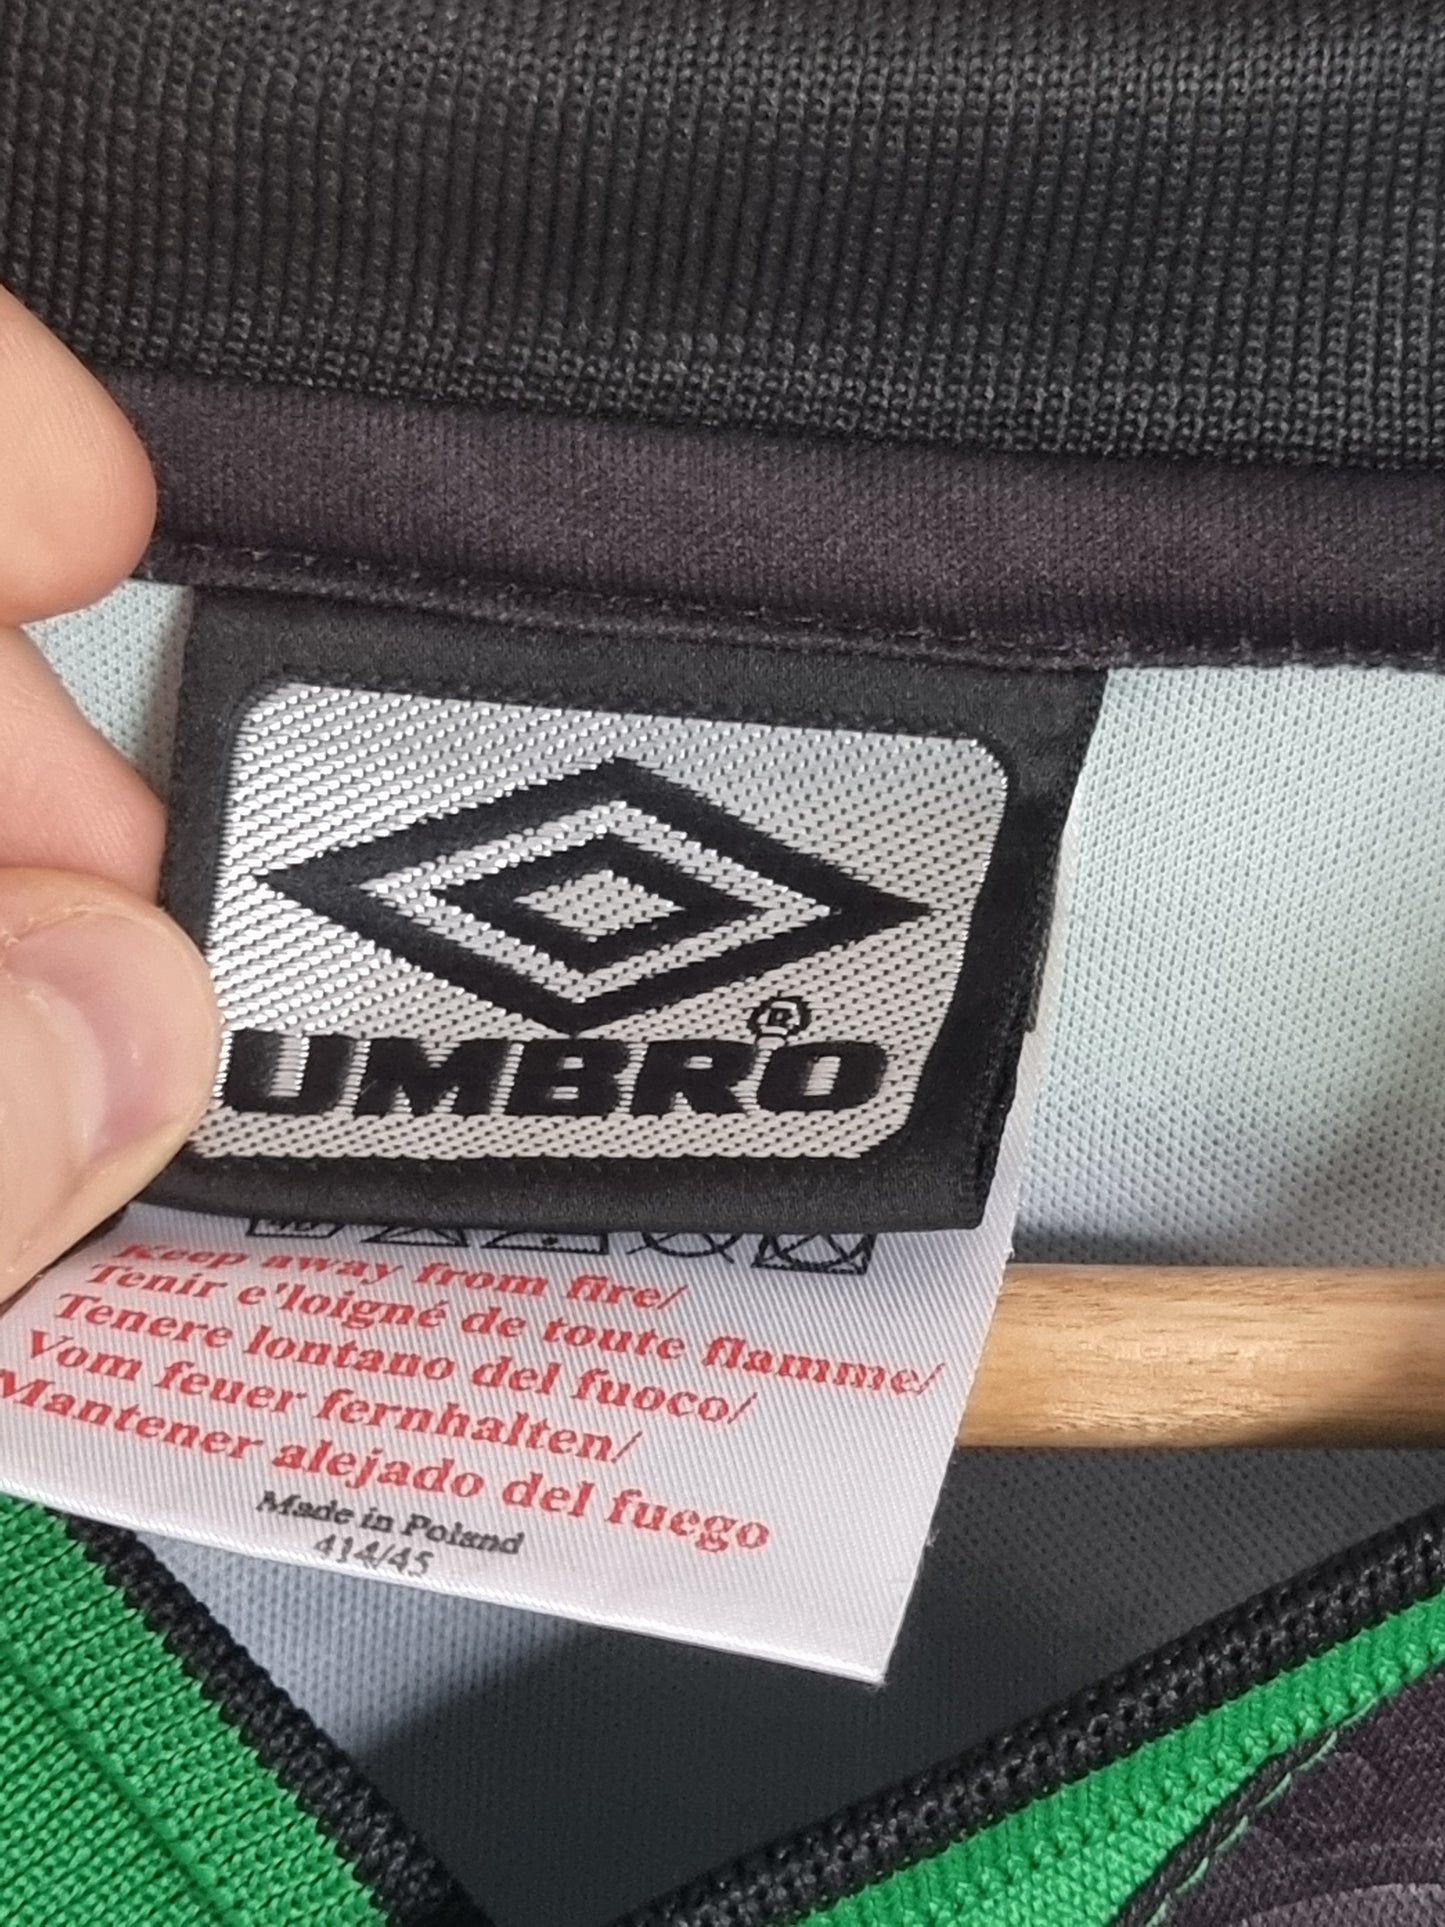 UMBRO®
Keep away from fire/
Tenir e'loigné de toute flamme/
Tenere lontano del fuoco/
Vom feuer fernhalten/
Mantener alejado del fuego
Made in Poland
414/45